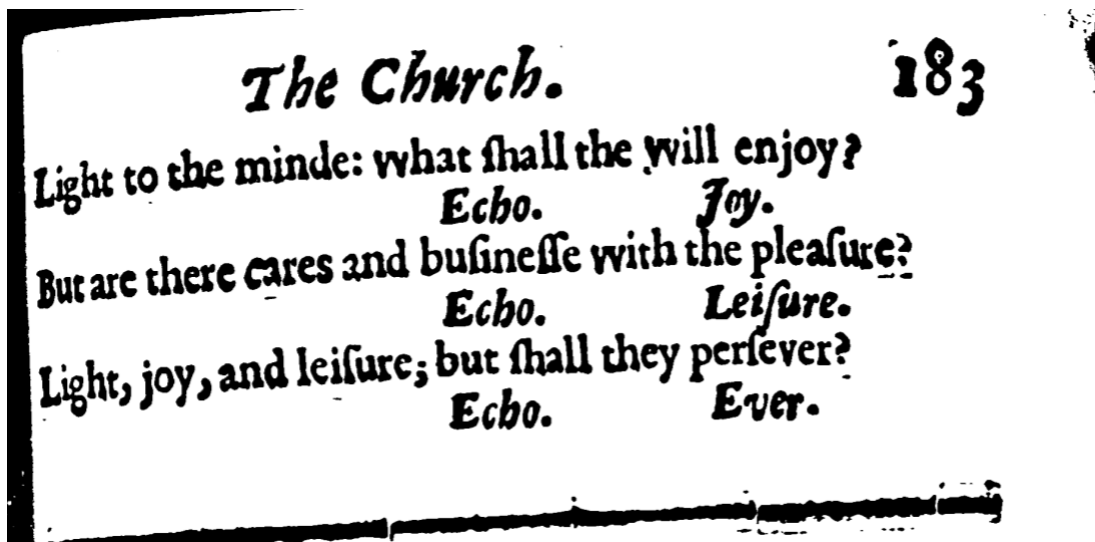 The Church. 183
Light to the minde: what ſhall the will enjoy?
Echo. Joy.
But are there cares and buſineſſe with the pleaſure?
Echo. Leiſure.
Light, joy, and leiſure; but ſhall they perſever?
Echo. Ever.